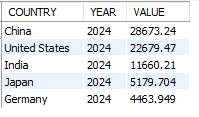 COUNTRY YEAR VALUE
China 2024 28673.24
United States 2024 22679.47
India 2024 11660.21
Japan 2024 5179.704
Germany 2024 4463.949